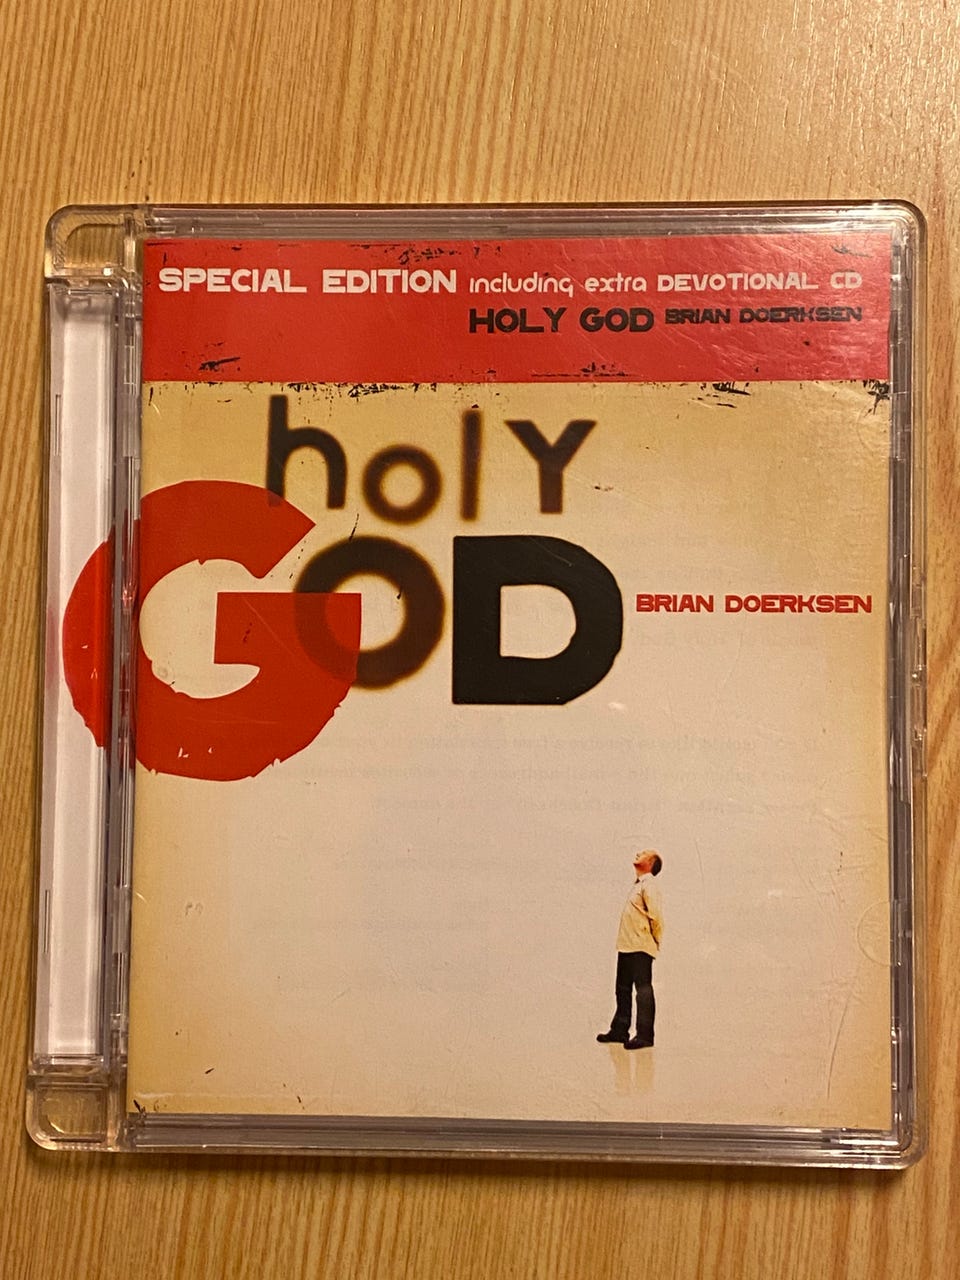 SPECIAL EDITION including extra DEVOTIONAL CD
HOLY GOD BRIAN DOERKSEN
holY
GOD
BRIAN DOERKSEN